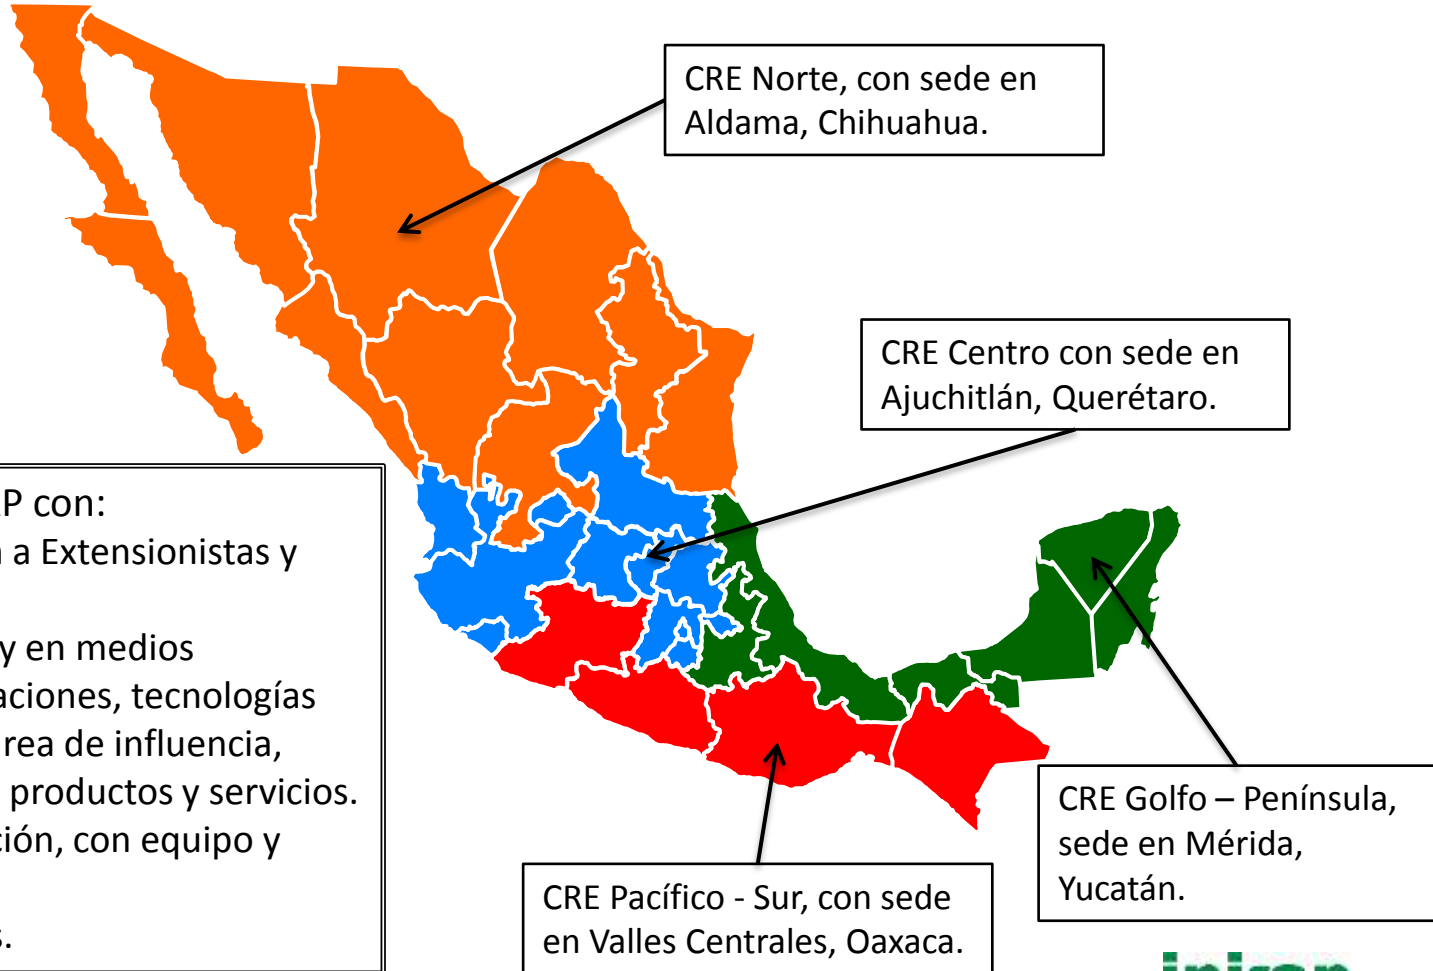 CRE Norte, con sede en
Aldama, Chihuahua.
CRE Centro con sede en
Ajuchitlán, Querétaro.
P con:
a Extensionistas y
y en medios
aciones, tecnologías
rea de influencia,
productos y servicios.
ción, con equipo y
s.
CRE Golfo – Península,
sede en Mérida,
Yucatán.
CRE Pacífico - Sur, con sede
en Valles Centrales, Oaxaca.